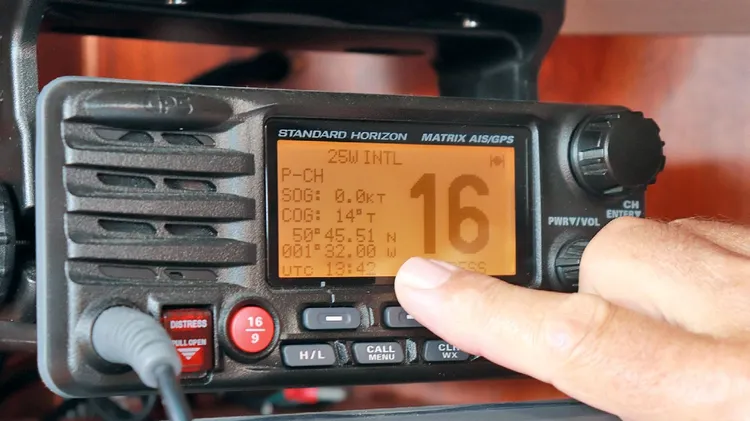 GPS
STANDARD HORIZON MATRIX AIS/GPS
25W INTL
P-CH
SOG: 0.0KT
COG: 14°T
50°45.51 N
001°32.00 W
UTC 13:42
16
CH
ENTER▼
PWR▼/VOL
DISTRESS
PULL OPEN
16
9
H/L
CALL
MENU
WX